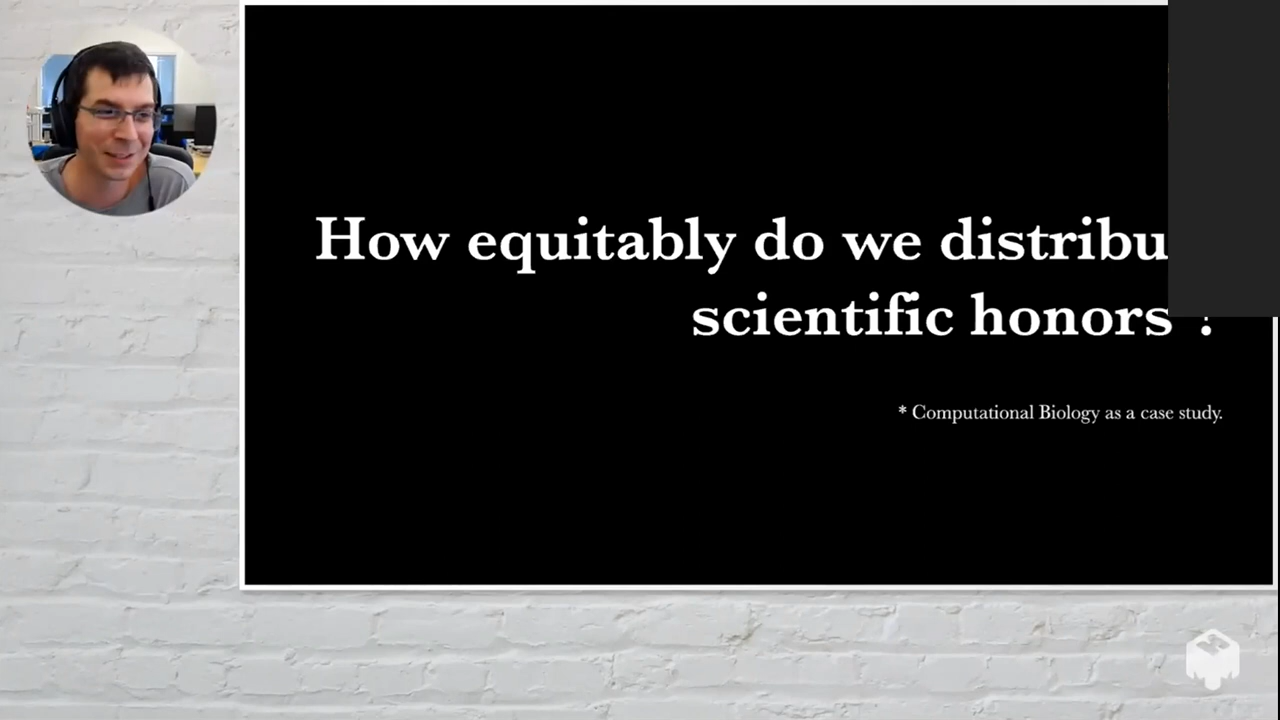 How equitably do we distribu
scientific honors
* Computational Biology as a case study.